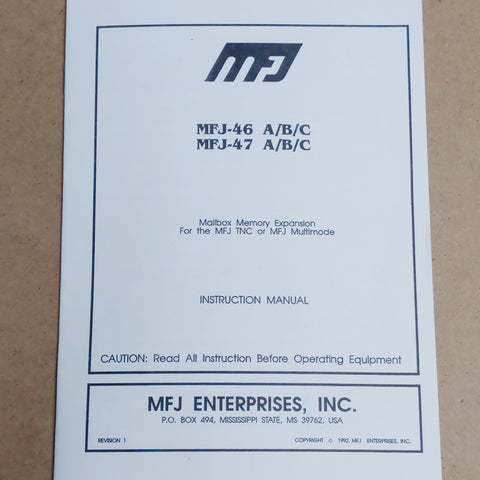 MFJ
MFJ-46 A/B/C
MFJ-47 A/B/C
Mailbox Memory Expansion
For the MFJ TNC or MFJ Multimode
INSTRUCTION MANUAL
CAUTION: Read All Instruction Before Operating Equipment
MFJ ENTERPRISES, INC.
P.O. BOX 494, MISSISSIPPI STATE, MS 39762, USA
REVISION 1 COPYRIGHT © 1992 MFJ ENTERPRISES, INC.